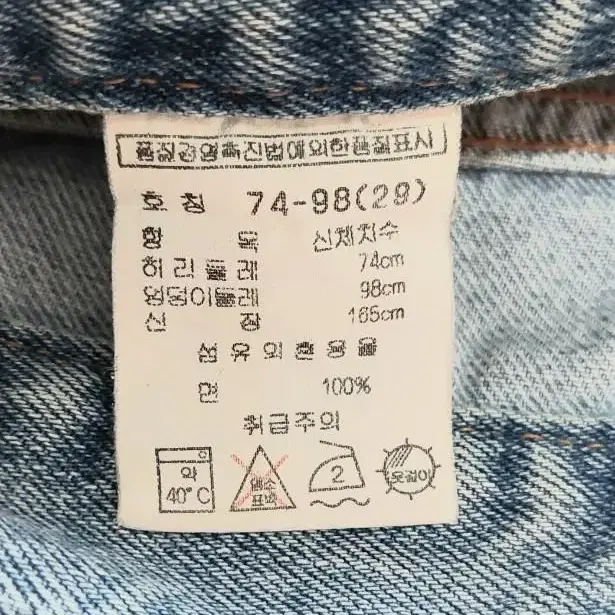 품질경영촉진법에의한품질표시
호칭 74-98(29)
항목 신체치수
허리둘레 74cm
엉덩이둘레 98cm
신장 165cm
섬유의혼용율
면 100%
취급주의
약 40°C
염소표백
2
옷걸이